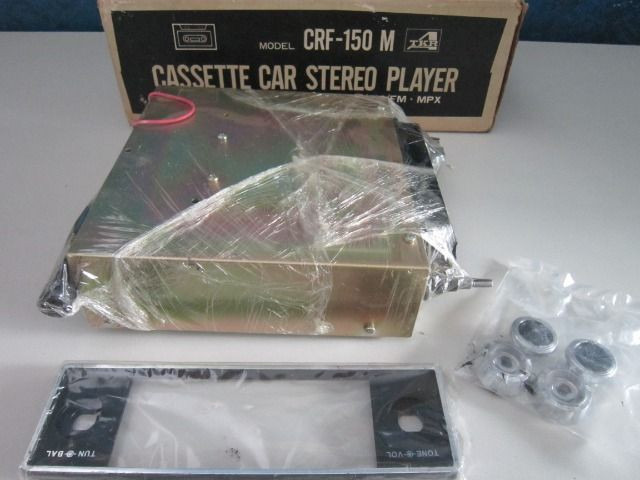 MODEL CRF-150 M TKR
CASSETTE CAR STEREO PLAYER
FM · MPX
TUN-⊙-BAL
TONE-⊙-VOL